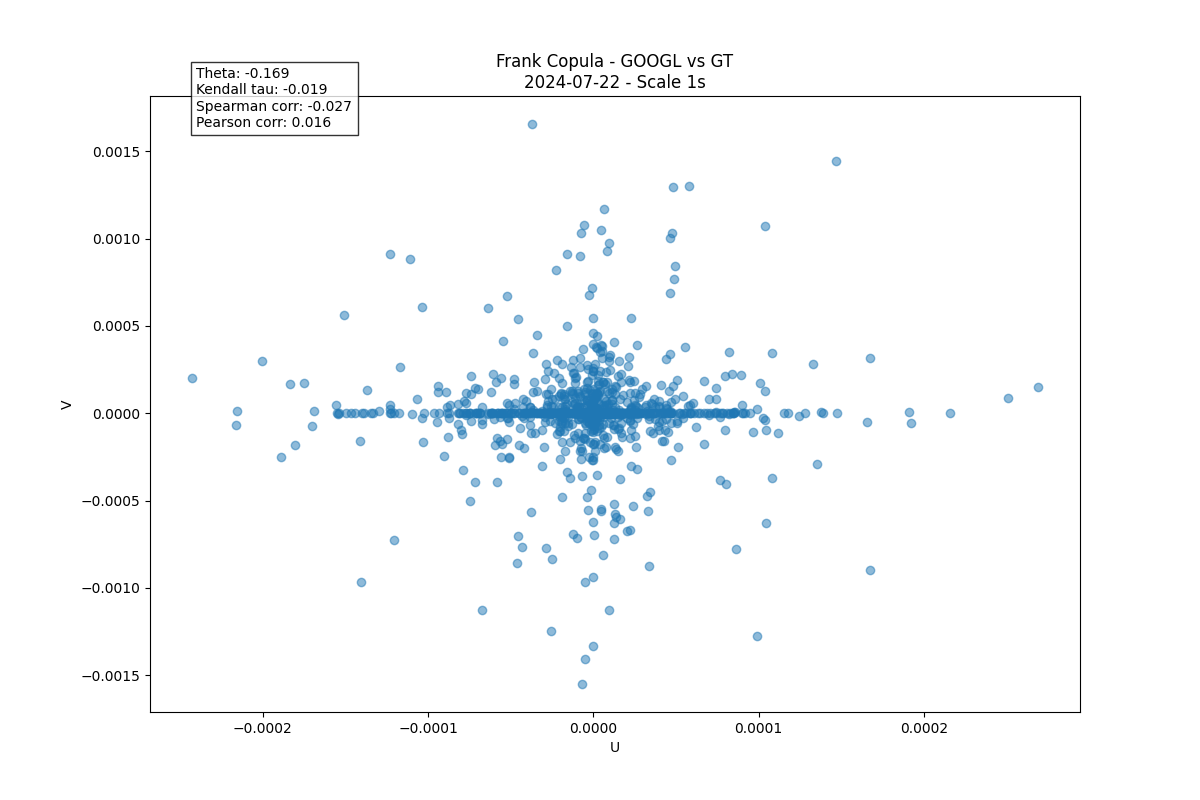 Frank Copula - GOOGL vs GT
2024-07-22 - Scale 1s
Theta: -0.169
Kendall tau: -0.019
Spearman corr: -0.027
Pearson corr: 0.016
0.0015
0.0010
0.0005
0.0000
−0.0005
−0.0010
−0.0015
V
−0.0002
−0.0001
0.0000
0.0001
0.0002
U